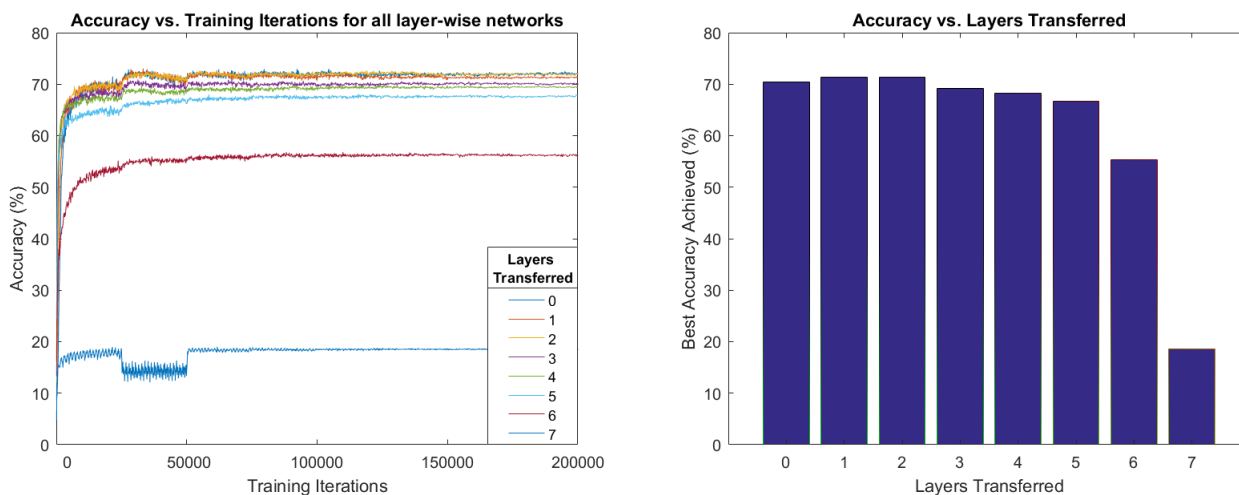 Accuracy vs. Training Iterations for all layer-wise networks
80
70
60
50
40
30
20
10
0
Accuracy (%)
Layers
Transferred
0
1
2
3
4
5
6
7
0 50000 100000 150000 200000
Training Iterations
Accuracy vs. Layers Transferred
80
70
60
50
40
30
20
10
0
Best Accuracy Achieved (%)
0 1 2 3 4 5 6 7
Layers Transferred